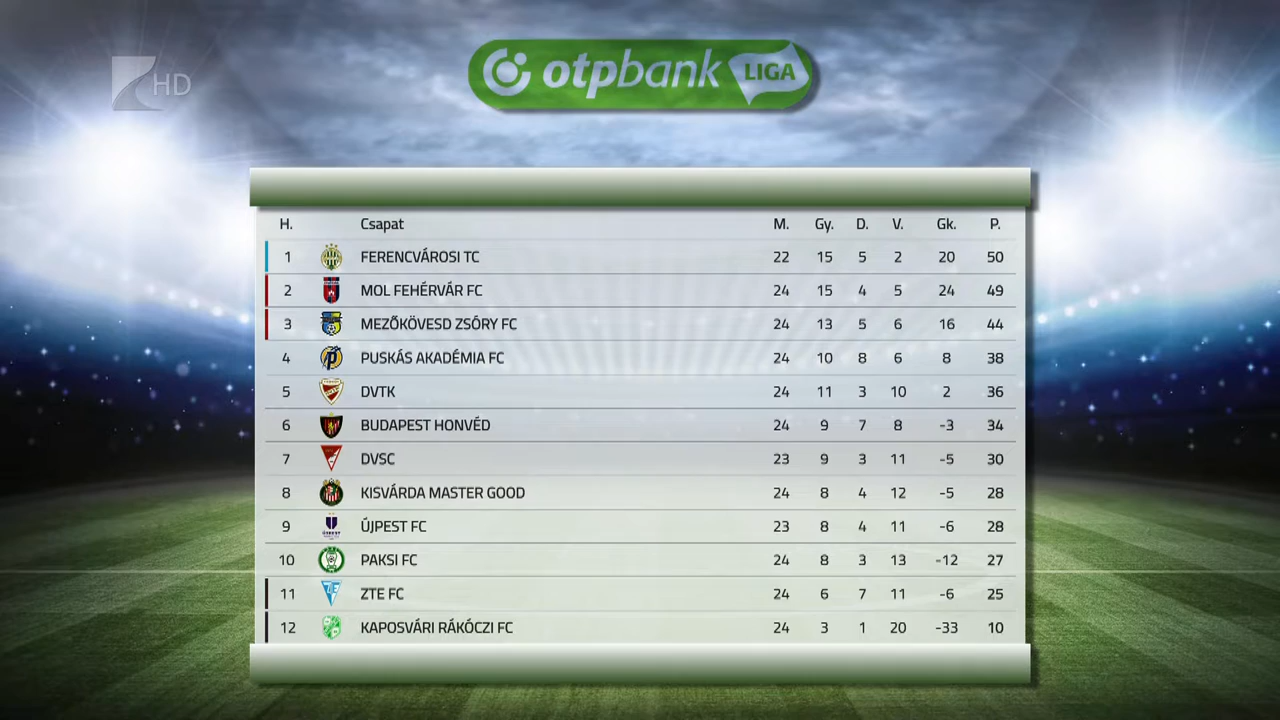 otpbank LIGA
HD
H. Csapat M. Gy. D. V. Gk. P.
1 FERENCVÁROSI TC 22 15 5 2 20 50
2 MOL FEHÉRVÁR FC 24 15 4 5 24 49
3 MEZŐKÖVESD ZSÓRY FC 24 13 5 6 16 44
4 PUSKÁS AKADÉMIA FC 24 10 8 6 8 38
5 DVTK 24 11 3 10 2 36
6 BUDAPEST HONVÉD 24 9 7 8 -3 34
7 DVSC 23 9 3 11 -5 30
8 KISVÁRDA MASTER GOOD 24 8 4 12 -5 28
9 ÚJPEST FC 23 8 4 11 -6 28
10 PAKSI FC 24 8 3 13 -12 27
11 ZTE FC 24 6 7 11 -6 25
12 KAPOSVÁRI RÁKÓCZI FC 24 3 1 20 -33 10